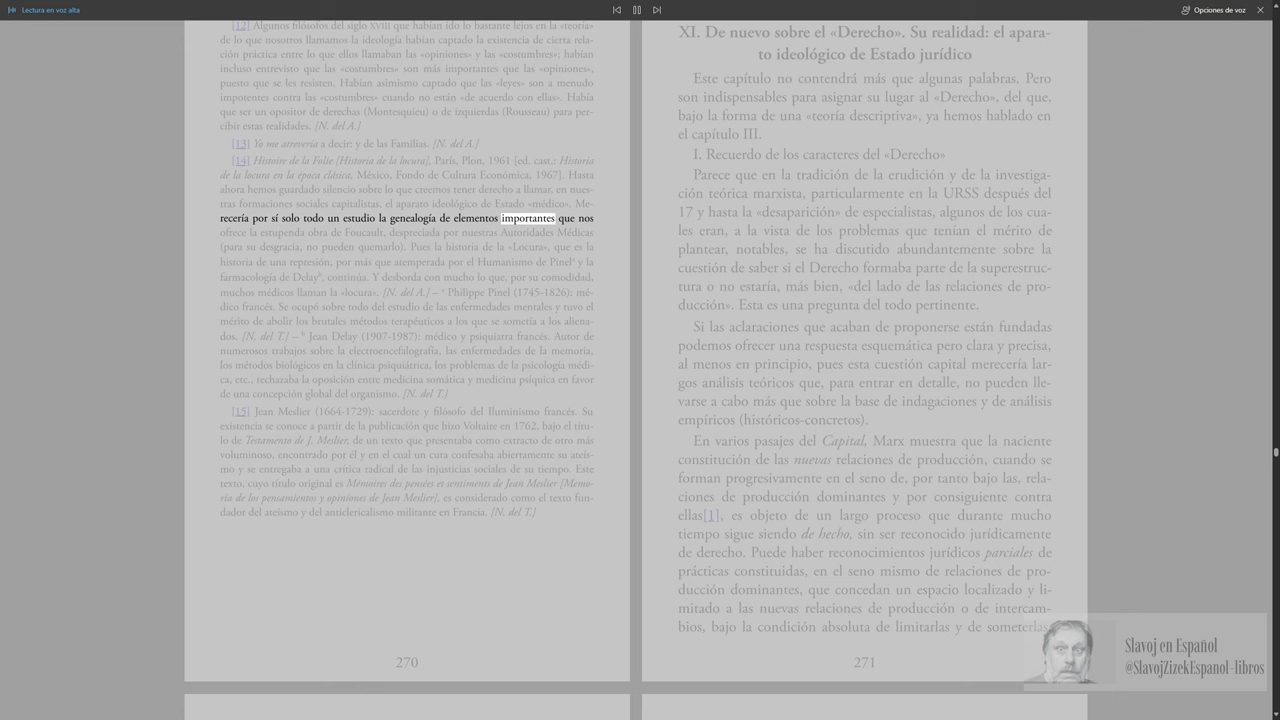 Lectura en voz alta
Opciones de voz
[12] Algunos filósofos del siglo XVIII que habían ido lo bastante lejos en la «teoría»
de lo que nosotros llamamos la ideología habían captado la existencia de cierta rela-
ción práctica entre lo que ellos llamaban las «opiniones» y las «costumbres»; habían
incluso entrevisto que las «costumbres» son más importantes que las «opiniones»,
puesto que se les resisten. Habían asimismo captado que las «leyes» son a menudo
impotentes contra las «costumbres» cuando no están «de acuerdo con ellas». Había
que ser un opositor de derechas (Montesquieu) o de izquierdas (Rousseau) para per-
cibir estas realidades. [N. del A.]
[13] Yo me atrevería a decir: y de las Familias. [N. del A.]
[14] Histoire de la Folie [Historia de la locura], París, Plon, 1961 [ed. cast.: Historia
de la locura en la época clásica, México, Fondo de Cultura Económica, 1967]. Hasta
ahora hemos guardado silencio sobre lo que creemos tener derecho a llamar, en nues-
tras formaciones sociales capitalistas, el aparato ideológico de Estado «médico». Me-
recería por sí solo todo un estudio la genealogía de elementos importantes que nos
ofrece la estupenda obra de Foucault, despreciada por nuestras Autoridades Médicas
(para su desgracia, no pueden quemarlo). Pues la historia de la «Locura», que es la
historia de una represión, por más que atemperada por el Humanismo de Pinelª y la
farmacología de Delayᵇ, continúa. Y desborda con mucho lo que, por su comodidad,
muchos médicos llaman la «locura». [N. del A.] – ª Philippe Pinel (1745-1826): mé-
dico francés. Se ocupó sobre todo del estudio de las enfermedades mentales y tuvo el
mérito de abolir los brutales métodos terapéuticos a los que se sometía a los aliena-
dos. [N. del T.] – ᵇ Jean Delay (1907-1987): médico y psiquiatra francés. Autor de
numerosos trabajos sobre la electroencefalografía, las enfermedades de la memoria,
los métodos biológicos en la clínica psiquiátrica, los problemas de la psicología médi-
ca, etc., rechazaba la oposición entre medicina somática y medicina psíquica en favor
de una concepción global del organismo. [N. del T.]
[15] Jean Meslier (1664-1729): sacerdote y filósofo del Iluminismo francés. Su
existencia se conoce a partir de la publicación que hizo Voltaire en 1762, bajo el títu-
lo de Testamento de J. Meslier, de un texto que presentaba como extracto de otro más
voluminoso, encontrado por él y en el cual un cura confesaba abiertamente su ateís-
mo y se entregaba a una crítica radical de las injusticias sociales de su tiempo. Este
texto, cuyo título original es Mémoires des pensées et sentiments de Jean Meslier [Memo-
ria de los pensamientos y opiniones de Jean Meslier], es considerado como el texto fun-
dador del ateísmo y del anticlericalismo militante en Francia. [N. del T.]
270
XI. De nuevo sobre el «Derecho». Su realidad: el apara-
to ideológico de Estado jurídico
Este capítulo no contendrá más que algunas palabras. Pero
son indispensables para asignar su lugar al «Derecho», del que,
bajo la forma de una «teoría descriptiva», ya hemos hablado en
el capítulo III.
I. Recuerdo de los caracteres del «Derecho»
Parece que en la tradición de la erudición y de la investiga-
ción teórica marxista, particularmente en la URSS después del
17 y hasta la «desaparición» de especialistas, algunos de los cua-
les eran, a la vista de los problemas que tenían el mérito de
plantear, notables, se ha discutido abundantemente sobre la
cuestión de saber si el Derecho formaba parte de la superestruc-
tura o no estaría, más bien, «del lado de las relaciones de pro-
ducción». Esta es una pregunta del todo pertinente.
Si las aclaraciones que acaban de proponerse están fundadas
podemos ofrecer una respuesta esquemática pero clara y precisa,
al menos en principio, pues esta cuestión capital merecería lar-
gos análisis teóricos que, para entrar en detalle, no pueden lle-
varse a cabo más que sobre la base de indagaciones y de análisis
empíricos (históricos-concretos).
En varios pasajes del Capital, Marx muestra que la naciente
constitución de las nuevas relaciones de producción, cuando se
forman progresivamente en el seno de, por tanto bajo las, rela-
ciones de producción dominantes y por consiguiente contra
ellas[1], es objeto de un largo proceso que durante mucho
tiempo sigue siendo de hecho, sin ser reconocido jurídicamente
de derecho. Puede haber reconocimientos jurídicos parciales de
prácticas constituidas, en el seno mismo de relaciones de pro-
ducción dominantes, que concedan un espacio localizado y li-
mitado a las nuevas relaciones de producción o de intercam-
bios, bajo la condición absoluta de limitarlas y de someterlas
271
Slavoj en Español
@SlavojZizekEspanol-libros